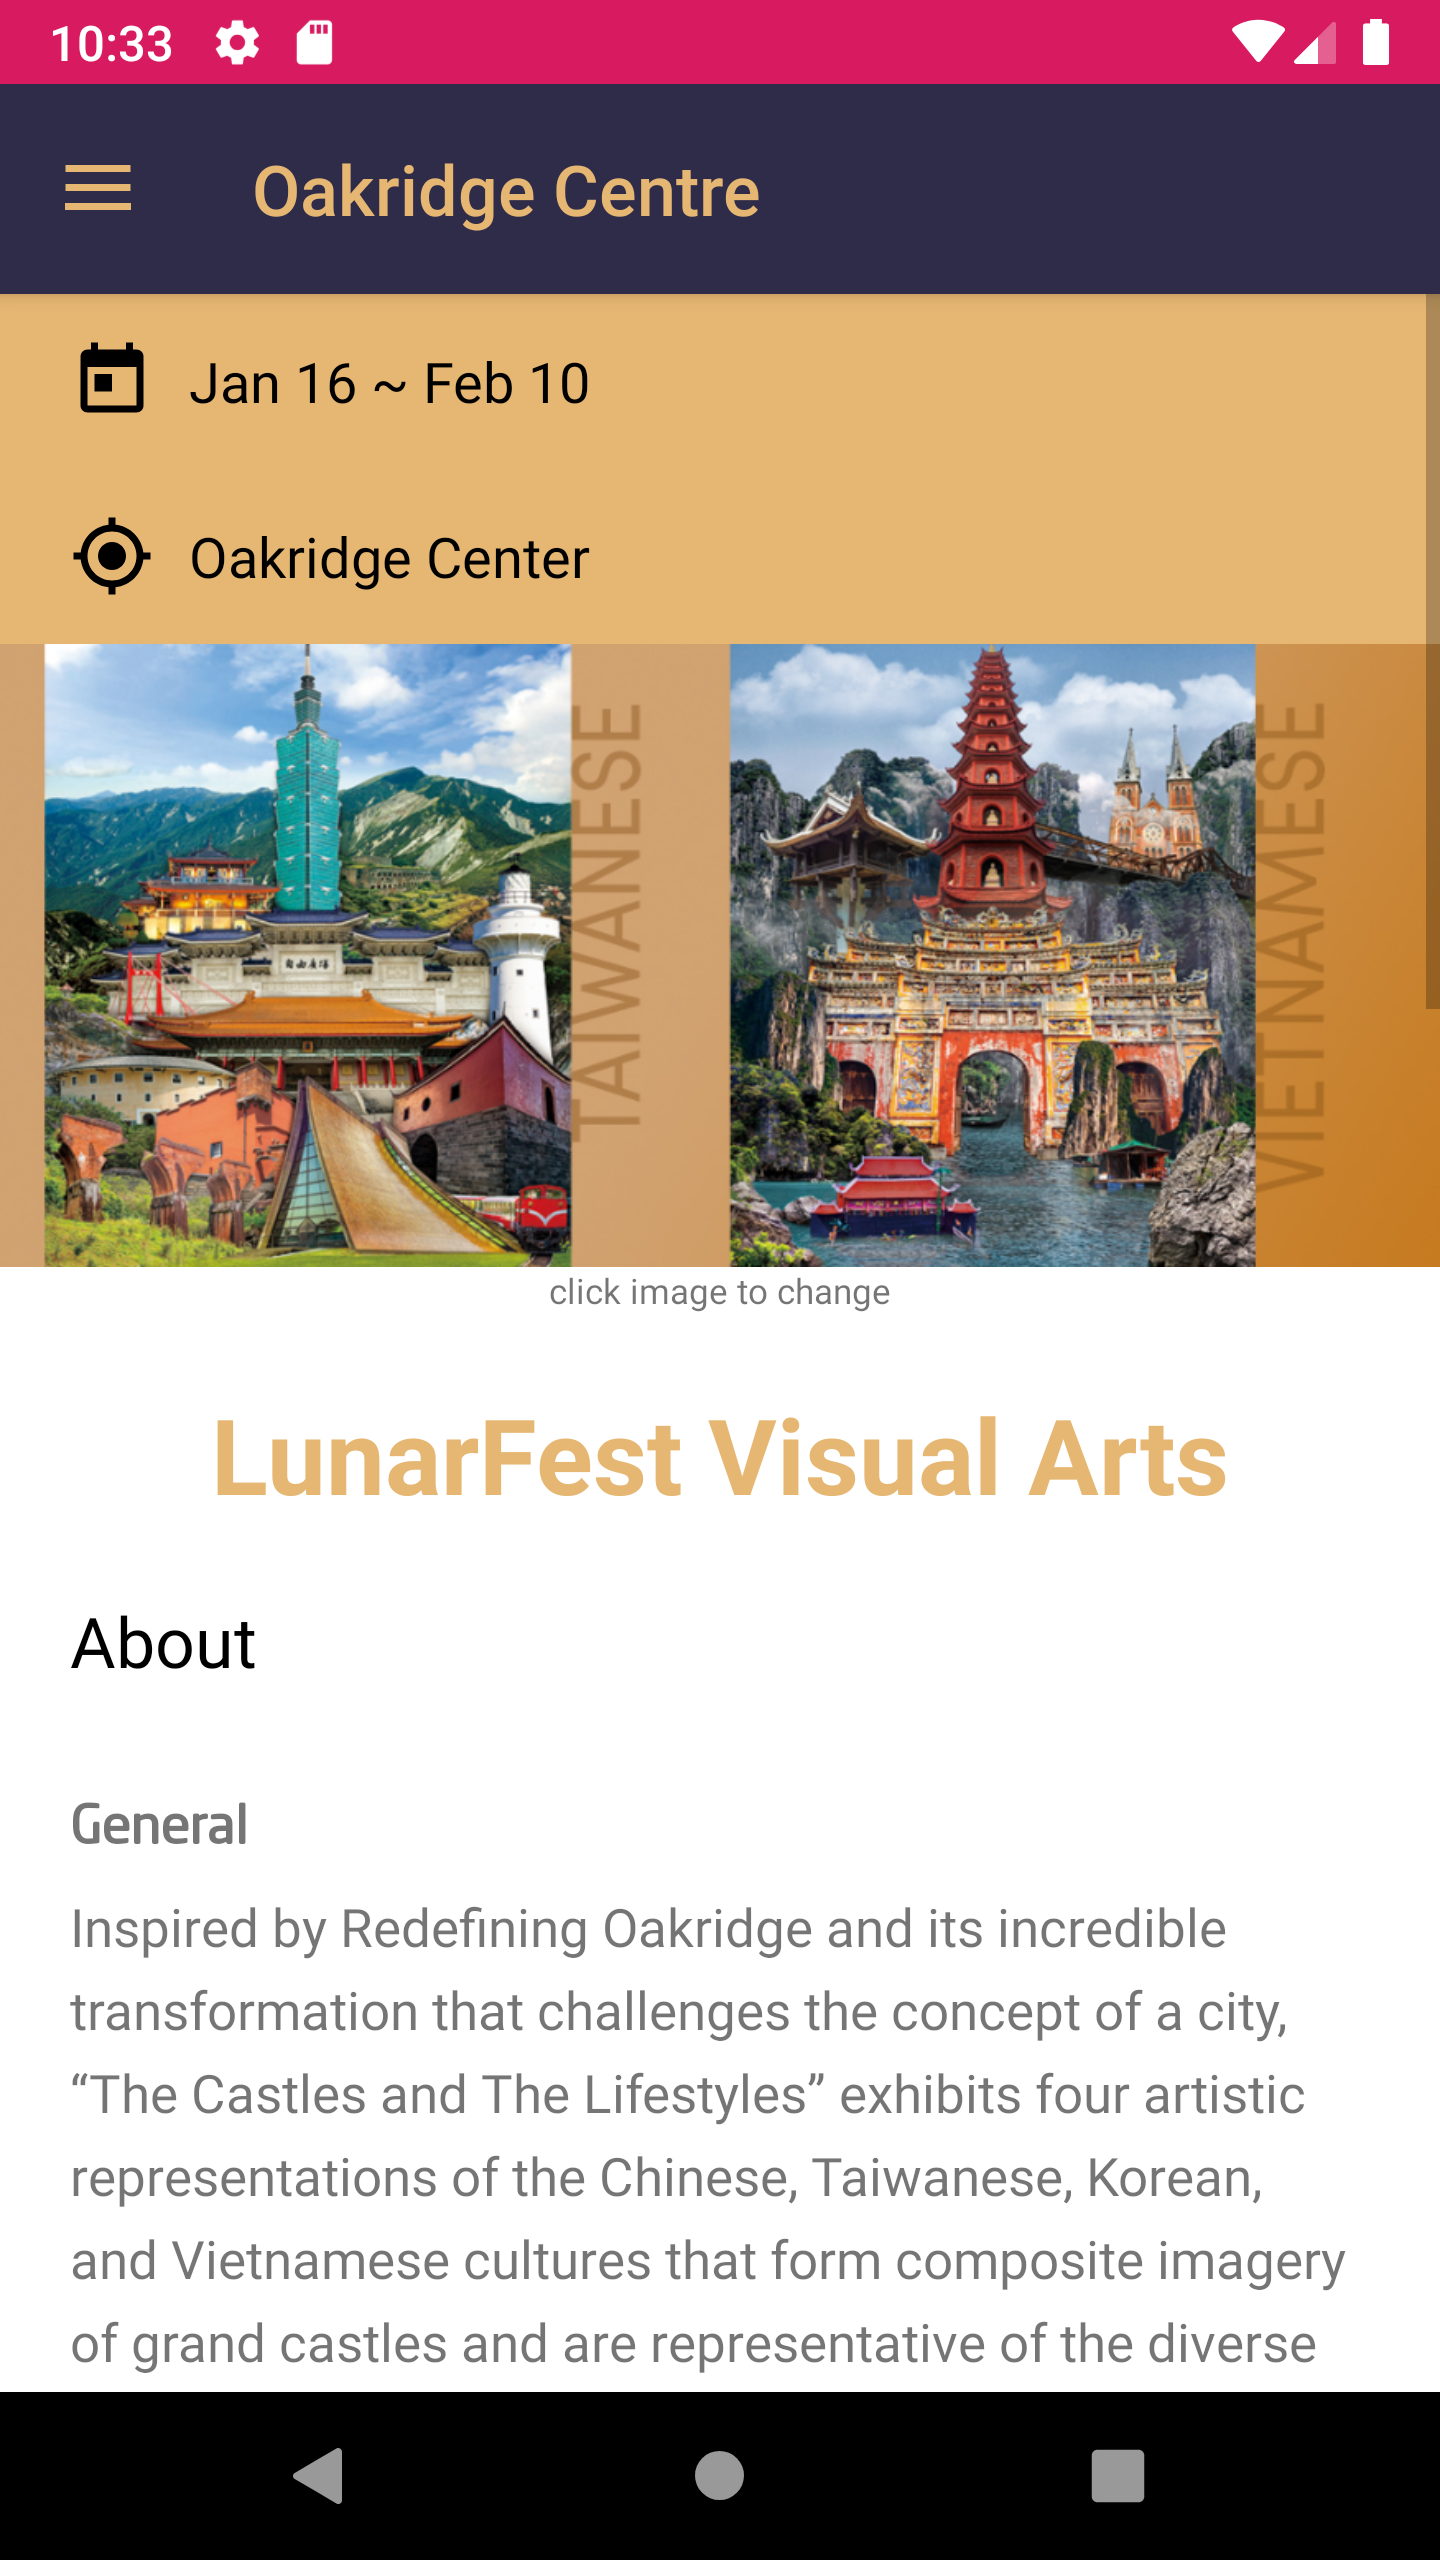 10:33
Oakridge Centre
Jan 16 ~ Feb 10
Oakridge Center
TAIWANESE
VIETNAMESE
click image to change
LunarFest Visual Arts
About
General
Inspired by Redefining Oakridge and its incredible
transformation that challenges the concept of a city,
“The Castles and The Lifestyles” exhibits four artistic
representations of the Chinese, Taiwanese, Korean,
and Vietnamese cultures that form composite imagery
of grand castles and are representative of the diverse